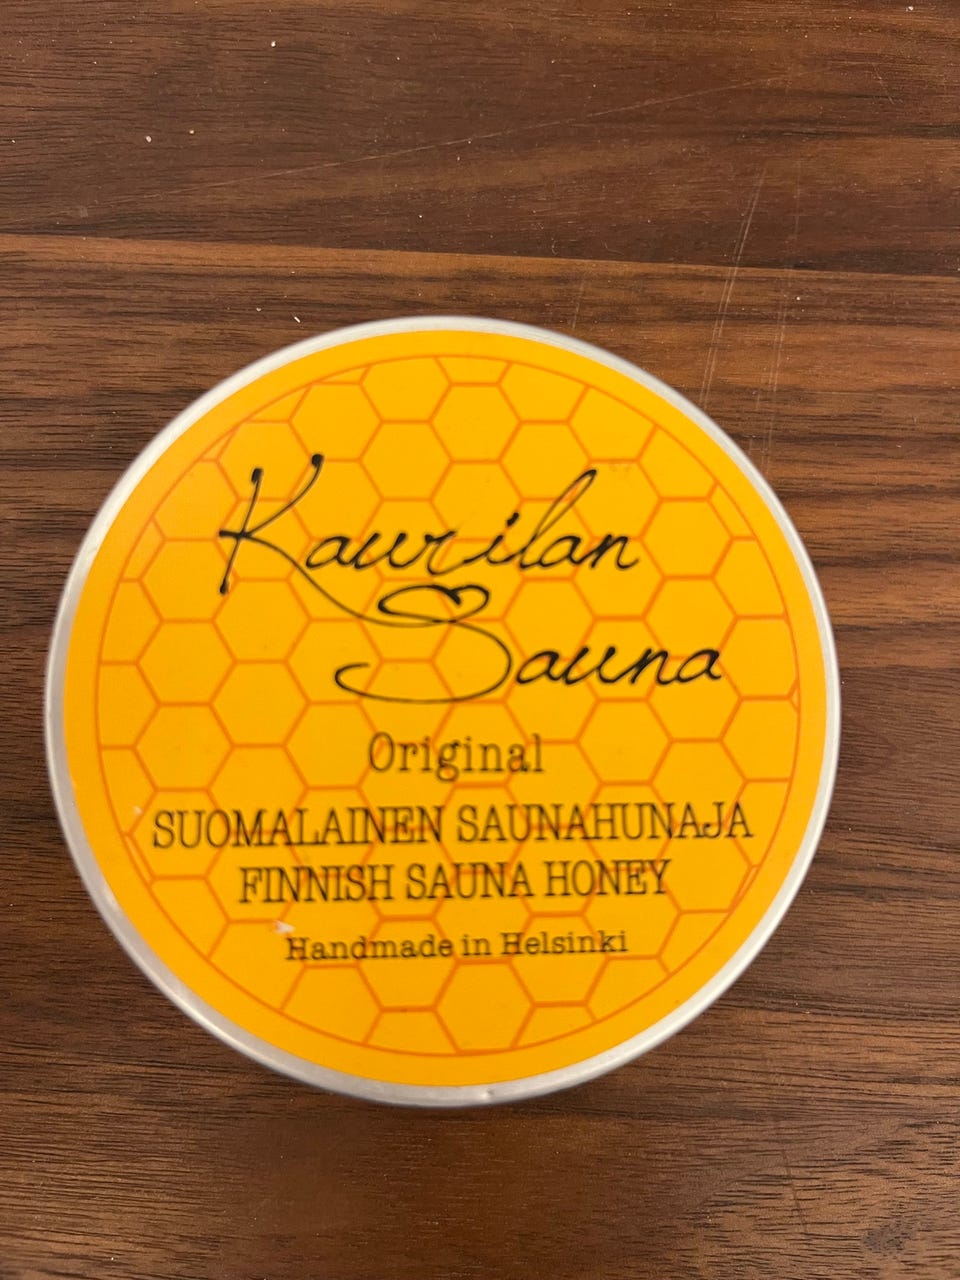 Kaurilan
Sauna
Original
SUOMALAINEN SAUNAHUNAJA
FINNISH SAUNA HONEY
Handmade in Helsinki